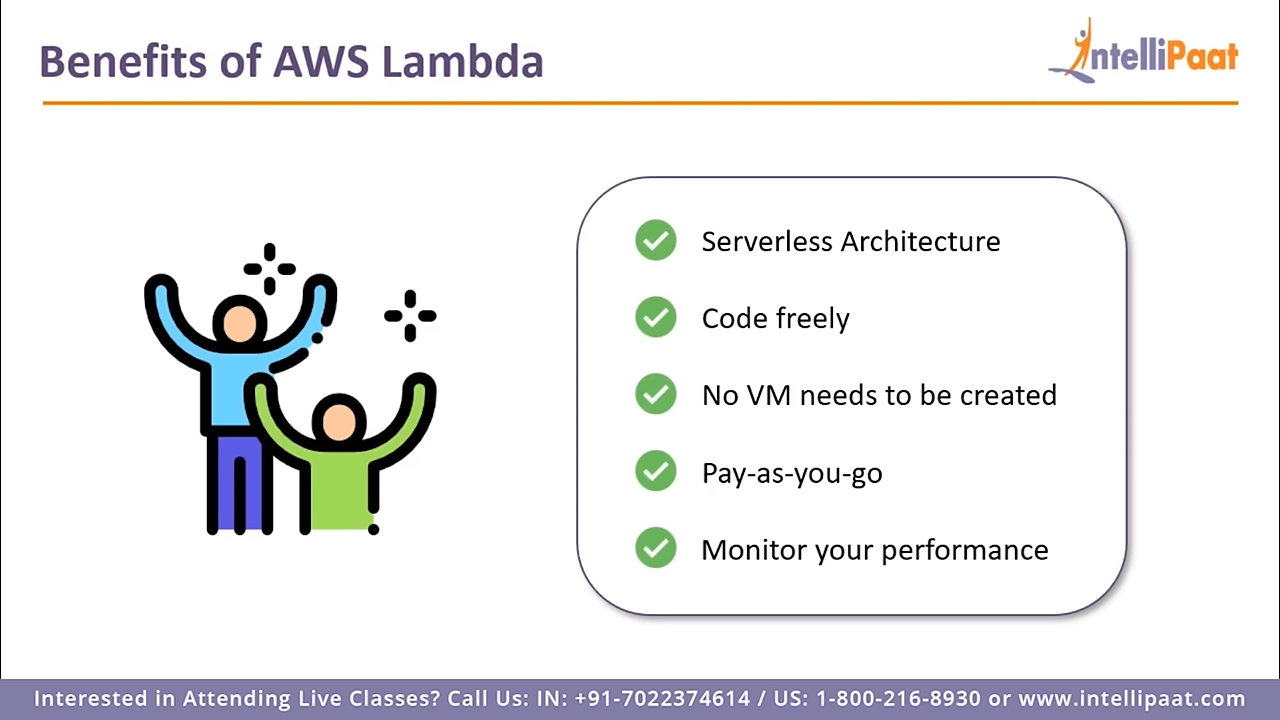 Benefits of AWS Lambda
IntelliPaat
Serverless Architecture
Code freely
No VM needs to be created
Pay-as-you-go
Monitor your performance
Interested in Attending Live Classes? Call Us: IN: +91-7022374614 / US: 1-800-216-8930 or www.intellipaat.com